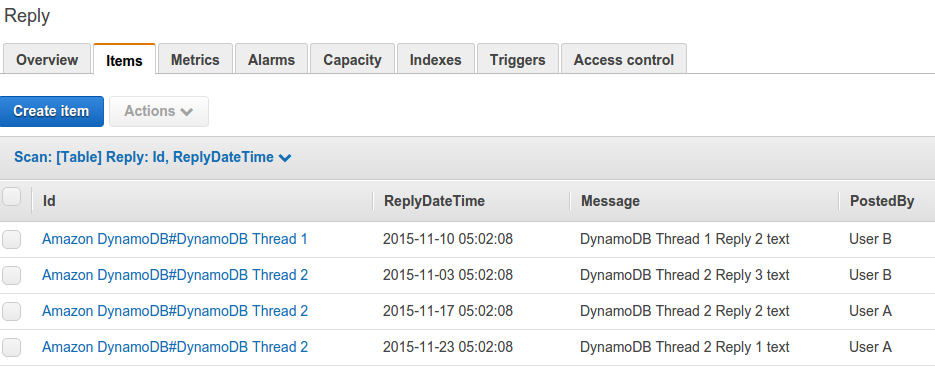 Reply
Overview Items Metrics Alarms Capacity Indexes Triggers Access control
Create item Actions
Scan: [Table] Reply: Id, ReplyDateTime
Id ReplyDateTime Message PostedBy
Amazon DynamoDB#DynamoDB Thread 1 2015-11-10 05:02:08 DynamoDB Thread 1 Reply 2 text User B
Amazon DynamoDB#DynamoDB Thread 2 2015-11-03 05:02:08 DynamoDB Thread 2 Reply 3 text User B
Amazon DynamoDB#DynamoDB Thread 2 2015-11-17 05:02:08 DynamoDB Thread 2 Reply 2 text User A
Amazon DynamoDB#DynamoDB Thread 2 2015-11-23 05:02:08 DynamoDB Thread 2 Reply 1 text User A